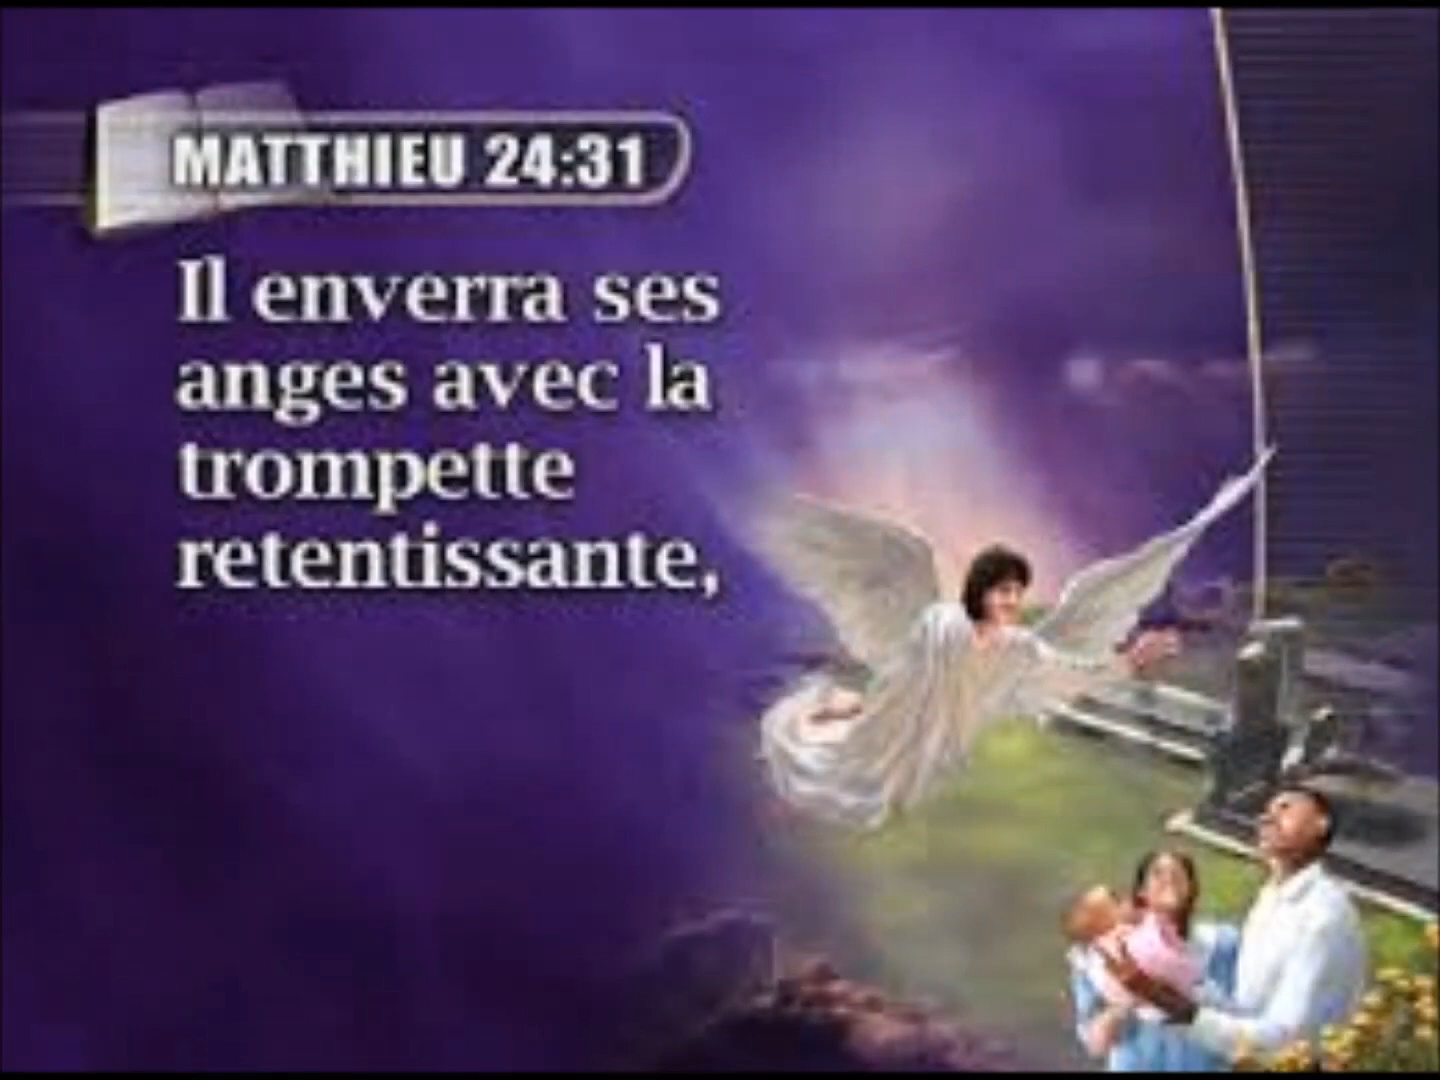 MATTHIEU 24:31
Il enverra ses
anges avec la
trompette
retentissante,